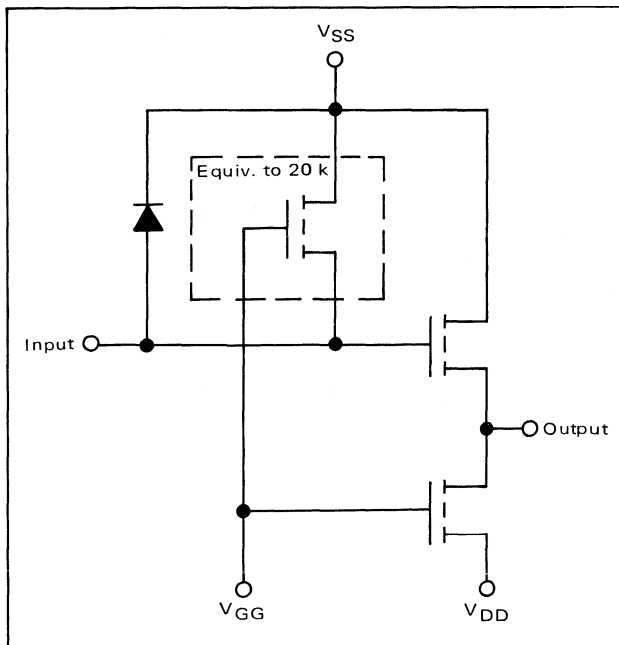 VSS
Equiv. to 20 k
Input
Output
VGG
VDD